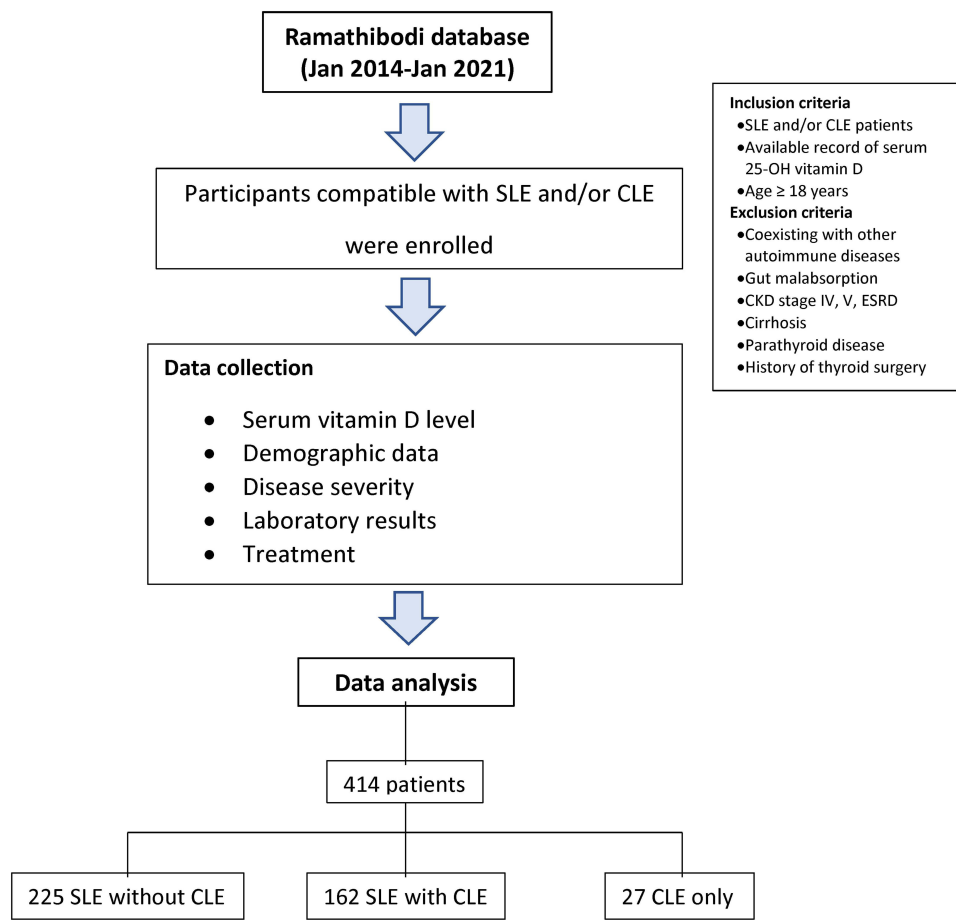 Ramathibodi database
(Jan 2014-Jan 2021)
Participants compatible with SLE and/or CLE
were enrolled
Inclusion criteria
•SLE and/or CLE patients
•Available record of serum
25-OH vitamin D
•Age ≥ 18 years
Exclusion criteria
•Coexisting with other
autoimmune diseases
•Gut malabsorption
•CKD stage IV, V, ESRD
•Cirrhosis
•Parathyroid disease
•History of thyroid surgery
Data collection
• Serum vitamin D level
• Demographic data
• Disease severity
• Laboratory results
• Treatment
Data analysis
414 patients
225 SLE without CLE
162 SLE with CLE
27 CLE only